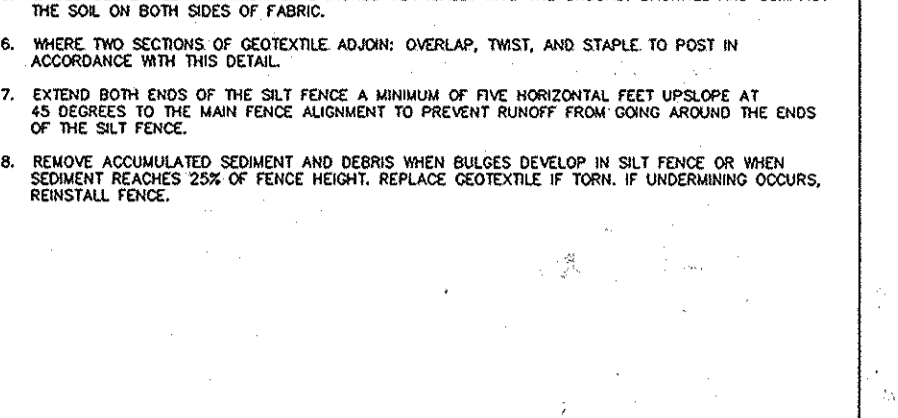 THE SOIL ON BOTH SIDES OF FABRIC.
6. WHERE TWO SECTIONS OF GEOTEXTILE ADJOIN: OVERLAP, TWIST, AND STAPLE TO POST IN
ACCORDANCE WITH THIS DETAIL.
7. EXTEND BOTH ENDS OF THE SILT FENCE A MINIMUM OF FIVE HORIZONTAL FEET UPSLOPE AT
45 DEGREES TO THE MAIN FENCE ALIGNMENT TO PREVENT RUNOFF FROM GOING AROUND THE ENDS
OF THE SILT FENCE.
8. REMOVE ACCUMULATED SEDIMENT AND DEBRIS WHEN BULGES DEVELOP IN SILT FENCE OR WHEN
SEDIMENT REACHES 25% OF FENCE HEIGHT. REPLACE GEOTEXTILE IF TORN. IF UNDERMINING OCCURS,
REINSTALL FENCE.